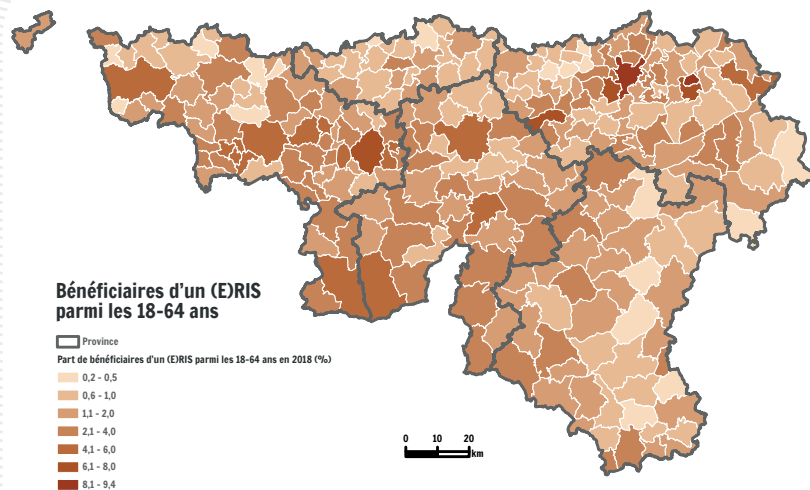 Bénéficiaires d'un (E)RIS
parmi les 18-64 ans
Province
Part de bénéficiaires d'un (E)RIS parmi les 18-64 ans en 2018 (%)
0,2 - 0,5
0,6 - 1,0
1,1 - 2,0
2,1 - 4,0
4,1 - 6,0
6,1 - 8,0
8,1 - 9,4
0 10 20
km